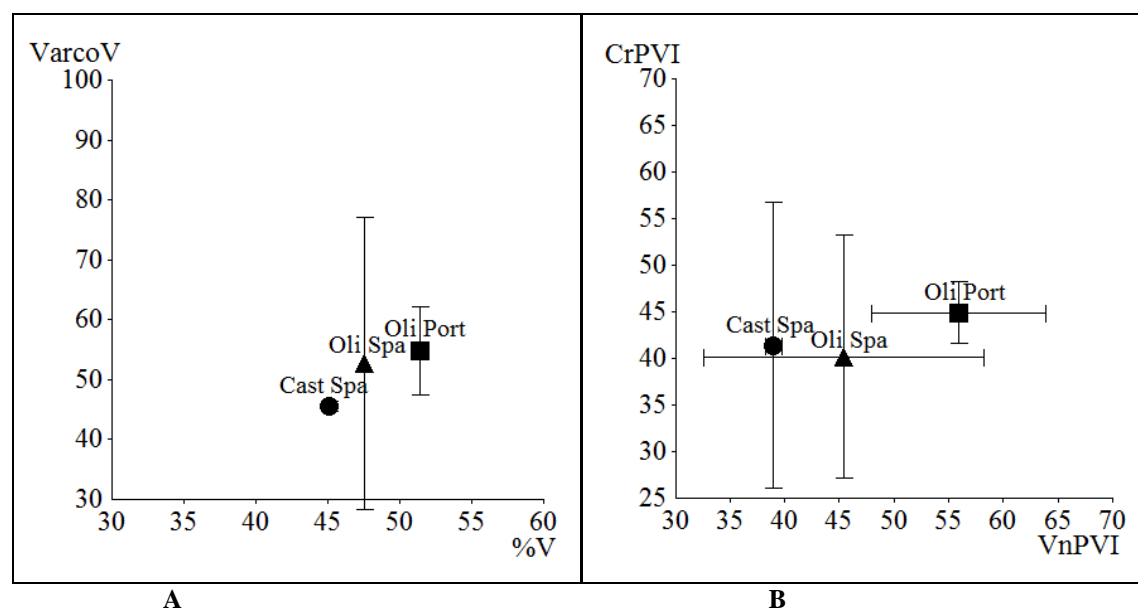 VarcoV
100
90
80
70
60
50
40
30
Oli Port
Oli Spa
Cast Spa
30 35 40 45 50 55 60
%V
CrPVI
70
65
60
55
50
45
40
35
30
25
Oli Port
Cast Spa
Oli Spa
30 35 40 45 50 55 60 65 70
VnPVI
A B